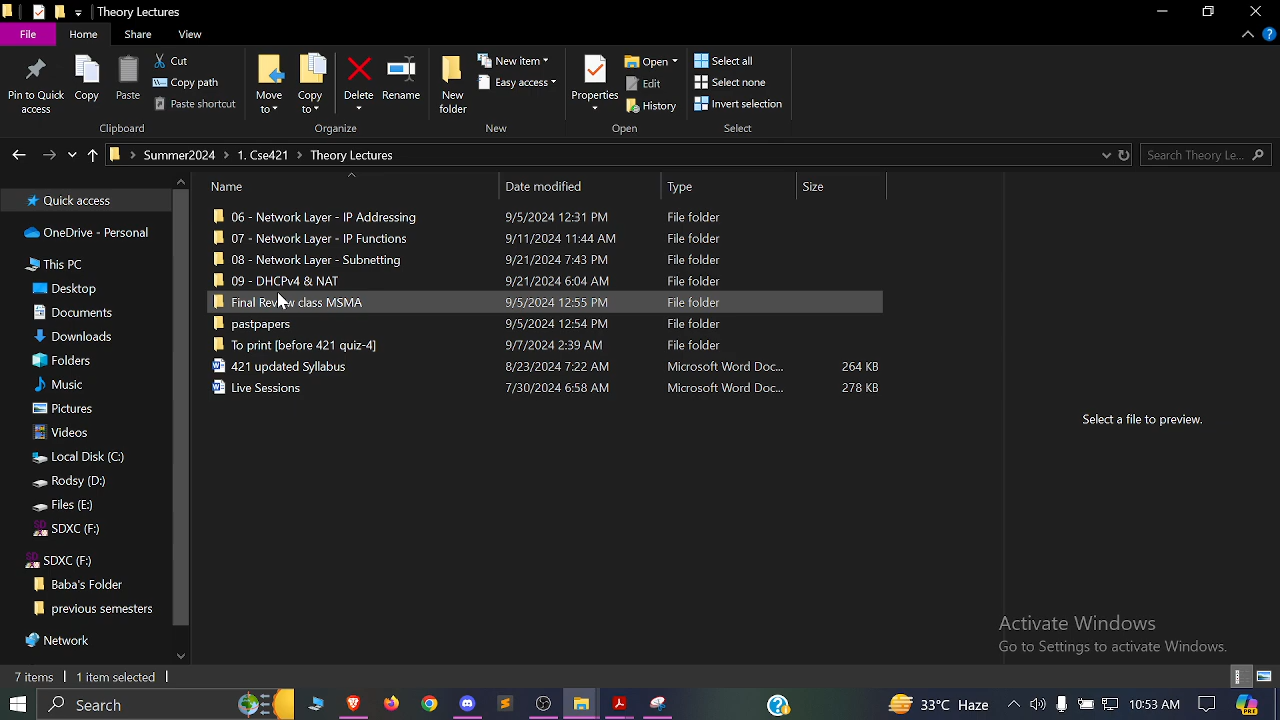 Theory Lectures
File Home Share View
Pin to Quick access
Copy
Paste
Cut
Copy path
Paste shortcut
Clipboard
Move to
Copy to
Delete
Rename
Organize
New folder
New item
Easy access
New
Properties
Open
Edit
History
Open
Select all
Select none
Invert selection
Select
Summer2024 > 1. Cse421 > Theory Lectures
Search Theory Le...
Name Date modified Type Size
06 - Network Layer - IP Addressing 9/5/2024 12:31 PM File folder
07 - Network Layer - IP Functions 9/11/2024 11:44 AM File folder
08 - Network Layer - Subnetting 9/21/2024 7:43 PM File folder
09 - DHCPv4 & NAT 9/21/2024 6:04 AM File folder
Final Review class MSMA 9/5/2024 12:55 PM File folder
pastpapers 9/5/2024 12:54 PM File folder
To print [before 421 quiz-4] 9/7/2024 2:39 AM File folder
421 updated Syllabus 8/23/2024 7:22 AM Microsoft Word Doc... 264 KB
Live Sessions 7/30/2024 6:58 AM Microsoft Word Doc... 278 KB
Quick access
OneDrive - Personal
This PC
Desktop
Documents
Downloads
Folders
Music
Pictures
Videos
Local Disk (C:)
Rodsy (D:)
Files (E:)
SDXC (F:)
SDXC (F:)
Baba's Folder
previous semesters
Network
Select a file to preview.
Activate Windows
Go to Settings to activate Windows.
7 items 1 item selected
Search
33°C Haze
10:53 AM
PRE